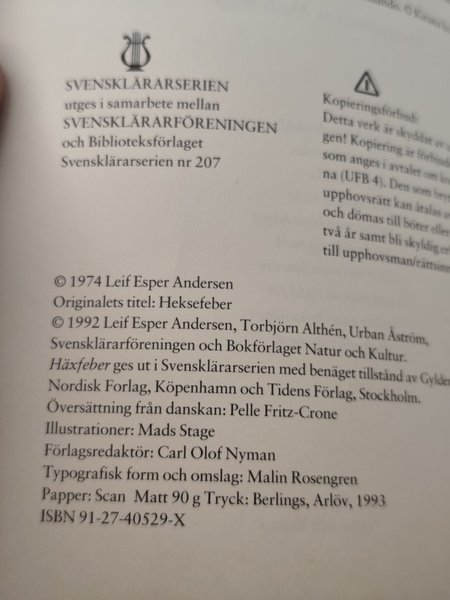 SVENSKLÄRARSERIEN
utges i samarbete mellan
SVENSKLÄRARFÖRENINGEN
och Biblioteksförlaget
Svensklärarserien nr 207
Kopieringsförbud:
Detta verk är skyddat av
gen! Kopiering är förbjud
som anges i avtalet om
na (UFB 4). Den som
upphovsrätt kan åtalas
och dömas till böter eller
två år samt bli skyldig
till upphovsman/rättsinn
© 1974 Leif Esper Andersen
Originalets titel: Heksefeber
© 1992 Leif Esper Andersen, Torbjörn Althén, Urban Åström,
Svensklärarföreningen och Bokförlaget Natur och Kultur.
Häxfeber ges ut i Svensklärarserien med benäget tillstånd av Gylden
Nordisk Forlag, Köpenhamn och Tidens Förlag, Stockholm.
Översättning från danskan: Pelle Fritz-Crone
Illustrationer: Mads Stage
Förlagsredaktör: Carl Olof Nyman
Typografisk form och omslag: Malin Rosengren
Papper: Scan Matt 90 g Tryck: Berlings, Arlöv, 1993
ISBN 91-27-40529-X